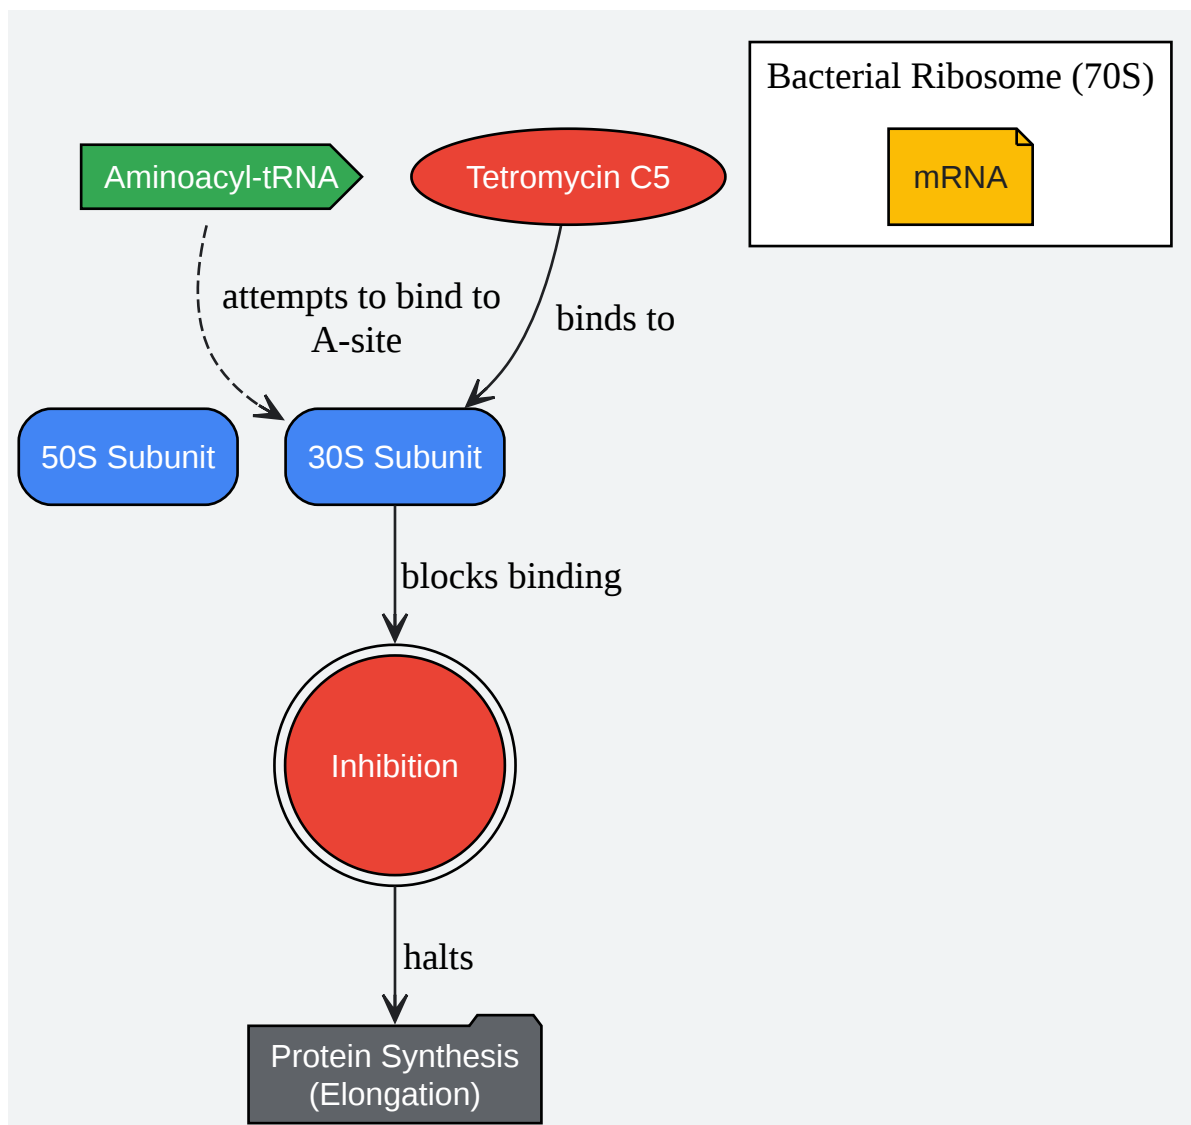 Bacterial Ribosome (70S)
Aminoacyl-tRNA
Tetromycin C5
mRNA
attempts to bind to
A-site
binds to
50S Subunit
30S Subunit
blocks binding
Inhibition
halts
Protein Synthesis
(Elongation)